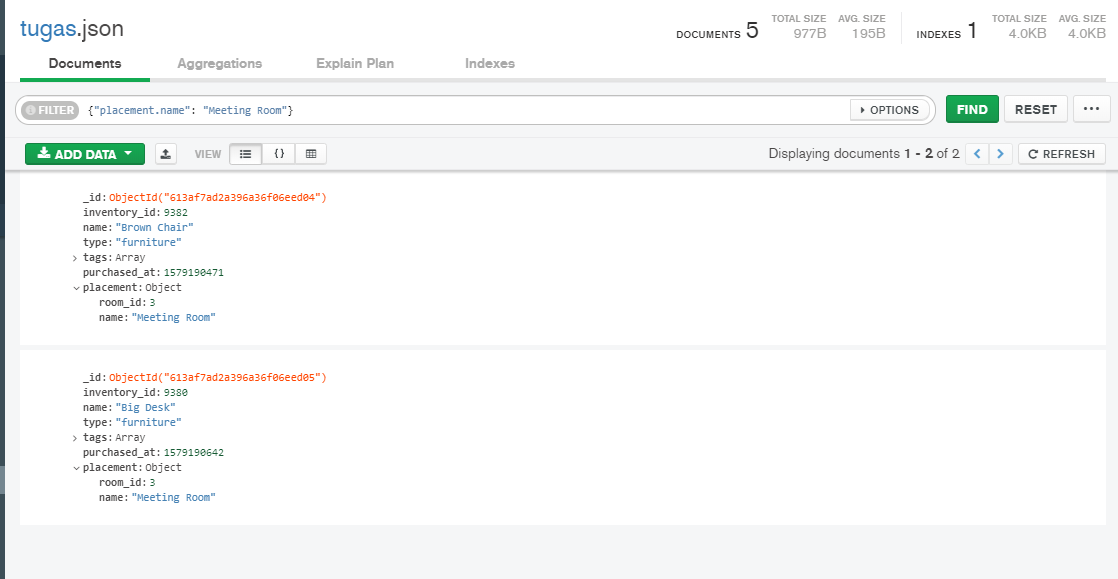 tugas.json
DOCUMENTS 5 TOTAL SIZE 977B AVG. SIZE 195B INDEXES 1 TOTAL SIZE 4.0KB AVG. SIZE 4.0KB
Documents Aggregations Explain Plan Indexes
FILTER {"placement.name": "Meeting Room"} OPTIONS FIND RESET ...
ADD DATA VIEW {} Displaying documents 1 - 2 of 2 < > REFRESH
_id:ObjectId("613af7ad2a396a36f06eed04")
inventory_id:9382
name:"Brown Chair"
type:"furniture"
> tags:Array
purchased_at:1579190471
placement:Object
room_id:3
name:"Meeting Room"
_id:ObjectId("613af7ad2a396a36f06eed05")
inventory_id:9380
name:"Big Desk"
type:"furniture"
> tags:Array
purchased_at:1579190642
placement:Object
room_id:3
name:"Meeting Room"